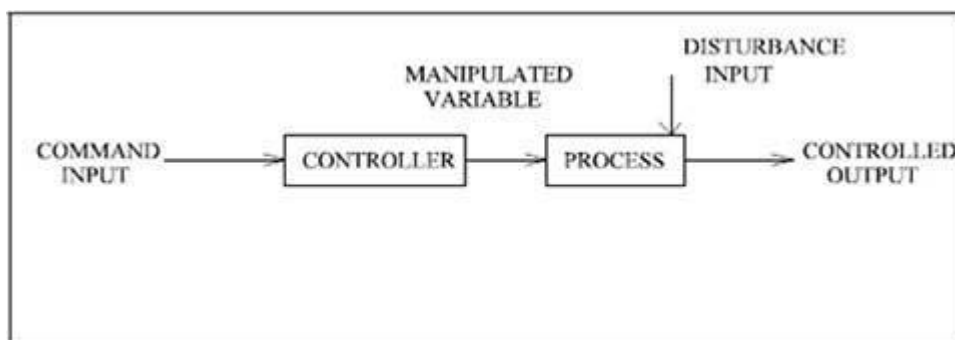 DISTURBANCE
INPUT
MANIPULATED
VARIABLE
COMMAND
INPUT
CONTROLLER
PROCESS
CONTROLLED
OUTPUT